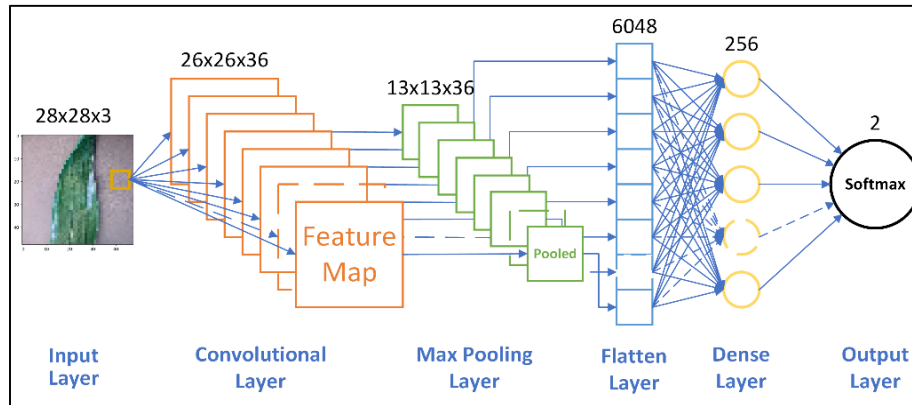 28x28x3
26x26x36
13x13x36
6048
256
2
Feature
Map
Pooled
Softmax
Input
Layer
Convolutional
Layer
Max Pooling
Layer
Flatten
Layer
Dense
Layer
Output
Layer